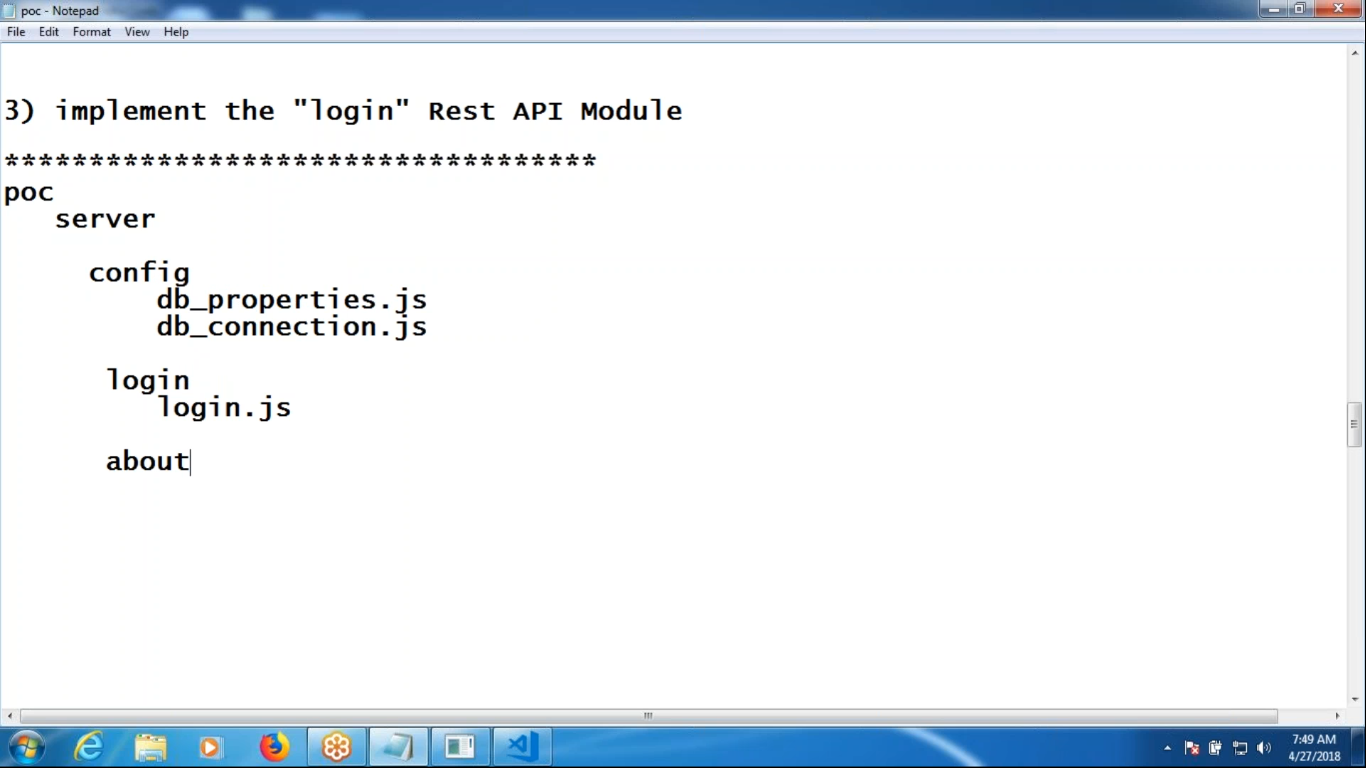 poc - Notepad
File Edit Format View Help
3) implement the "login" Rest API Module
***********************************
poc
server
config
db_properties.js
db_connection.js
login
login.js
about
7:49 AM
4/27/2018